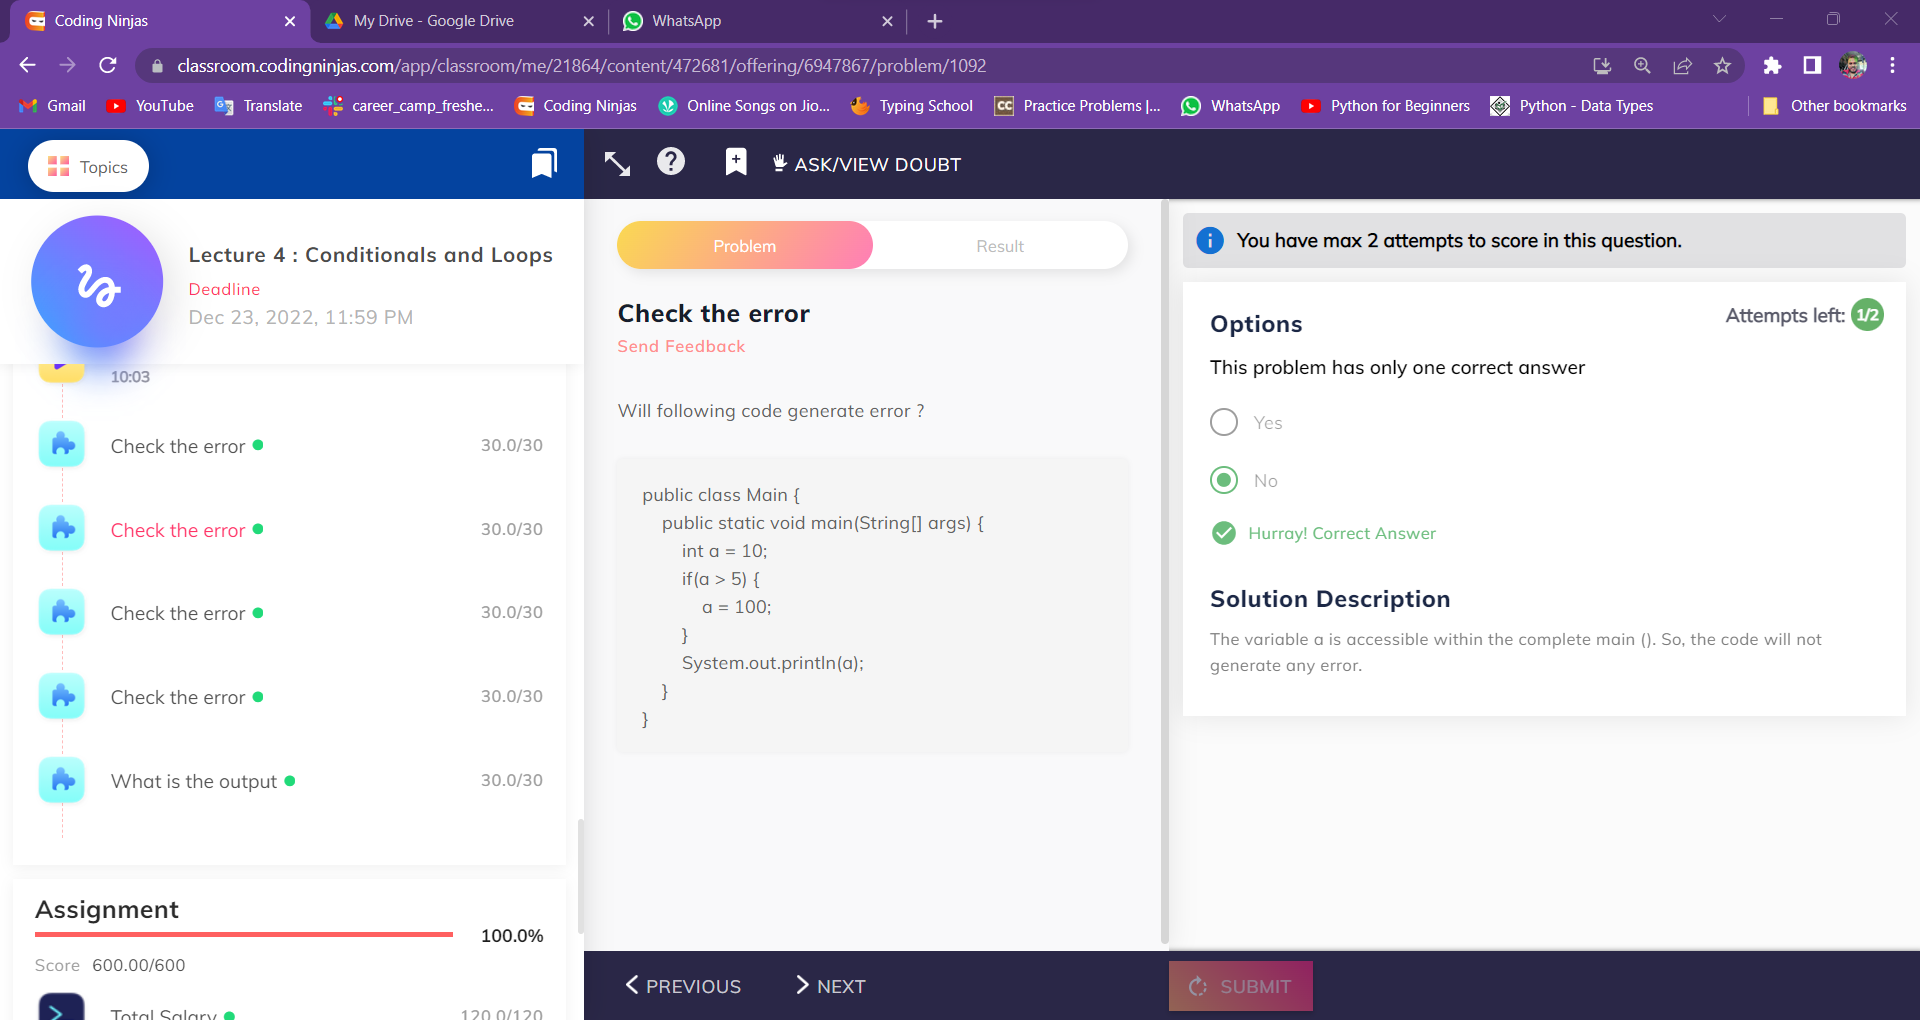 Coding Ninjas
My Drive - Google Drive
WhatsApp
classroom.codingninjas.com/app/classroom/me/21864/content/472681/offering/6947867/problem/1092
Gmail
YouTube
Translate
career_camp_freshe...
Coding Ninjas
Online Songs on Jio...
Typing School
CC
Practice Problems |...
WhatsApp
Python for Beginners
Python - Data Types
Other bookmarks
Topics
ASK/VIEW DOUBT
Lecture 4 : Conditionals and Loops
Deadline
Dec 23, 2022, 11:59 PM
10:03
Check the error
30.0/30
Check the error
30.0/30
Check the error
30.0/30
Check the error
30.0/30
What is the output
30.0/30
Assignment
100.0%
Score 600.00/600
Total Salary
120.0/120
Problem
Result
Check the error
Send Feedback
Will following code generate error ?
public class Main {
public static void main(String[] args) {
int a = 10;
if(a > 5) {
a = 100;
}
System.out.println(a);
}
}
PREVIOUS
NEXT
You have max 2 attempts to score in this question.
Options
Attempts left: 1/2
This problem has only one correct answer
Yes
No
Hurray! Correct Answer
Solution Description
The variable a is accessible within the complete main (). So, the code will not
generate any error.
SUBMIT